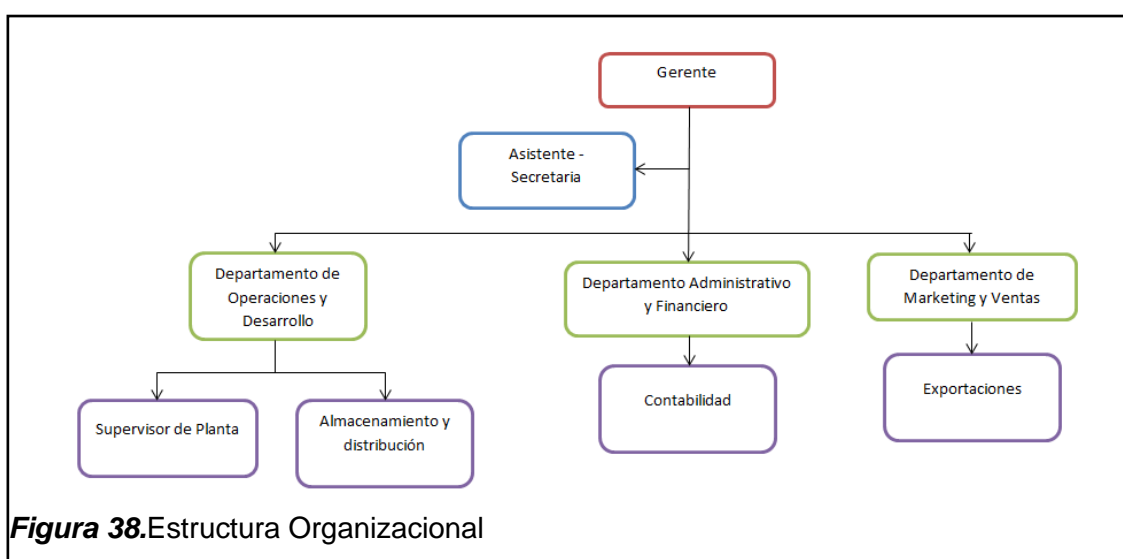 Gerente
Asistente -
Secretaria
Departamento de
Operaciones y
Desarrollo
Departamento Administrativo
y Financiero
Departamento de
Marketing y Ventas
Supervisor de Planta
Almacenamiento y
distribución
Contabilidad
Exportaciones
Figura 38.Estructura Organizacional